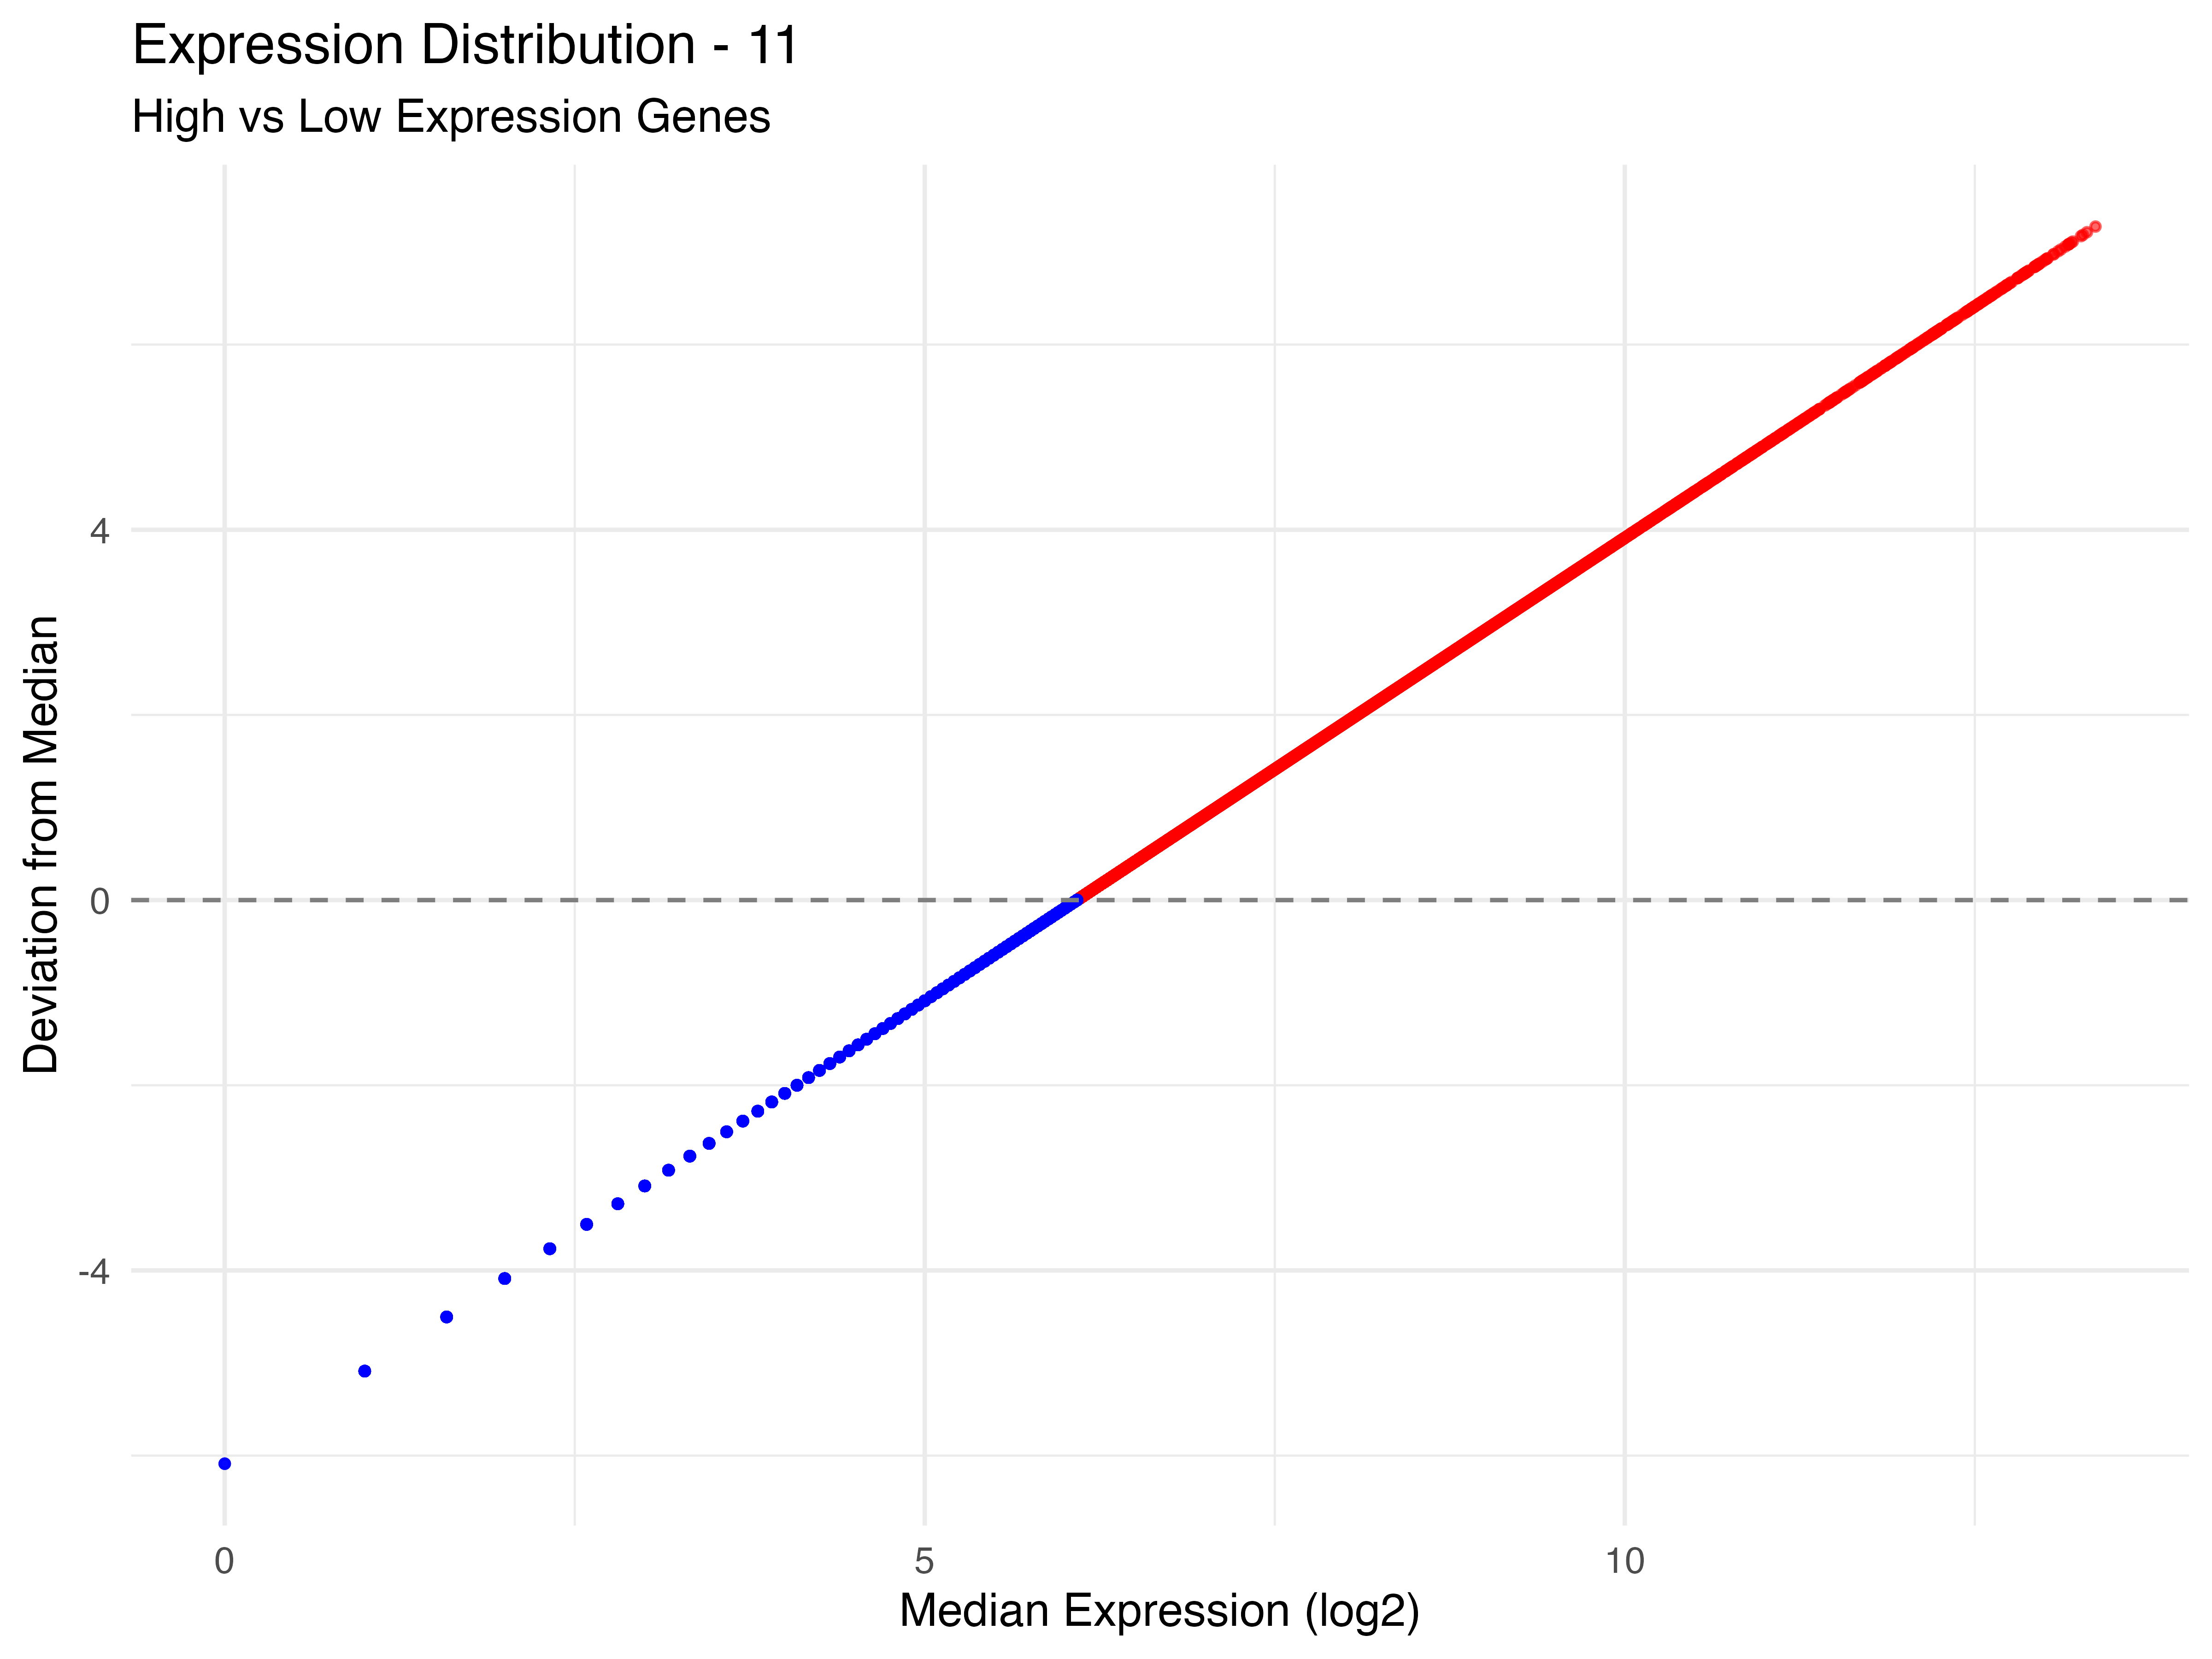 Expression Distribution - 11
High vs Low Expression Genes
Deviation from Median
4
0
-4
0
5
10
Median Expression (log2)